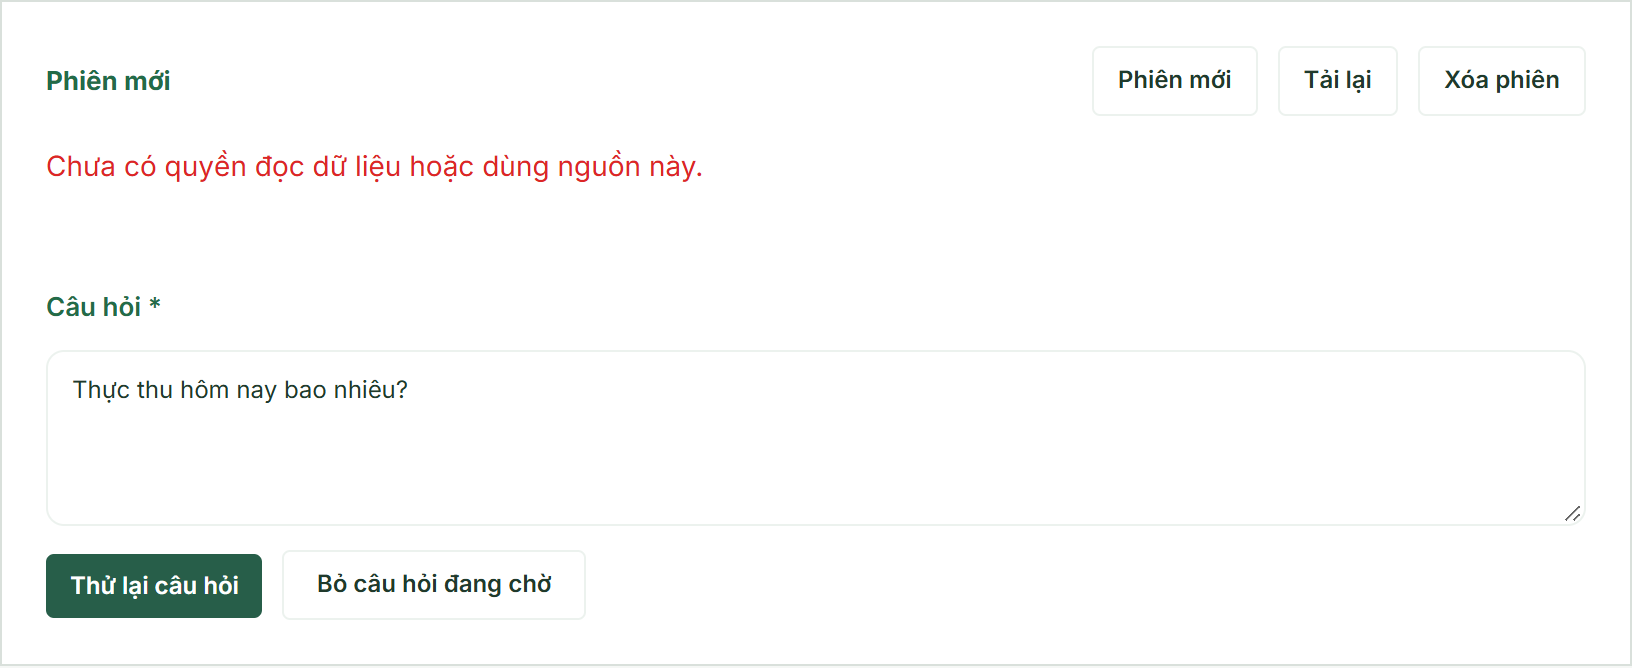 Phiên mới
Phiên mới
Tải lại
Xóa phiên
Chưa có quyền đọc dữ liệu hoặc dùng nguồn này.
Câu hỏi *
Thực thu hôm nay bao nhiêu?
Thử lại câu hỏi
Bỏ câu hỏi đang chờ